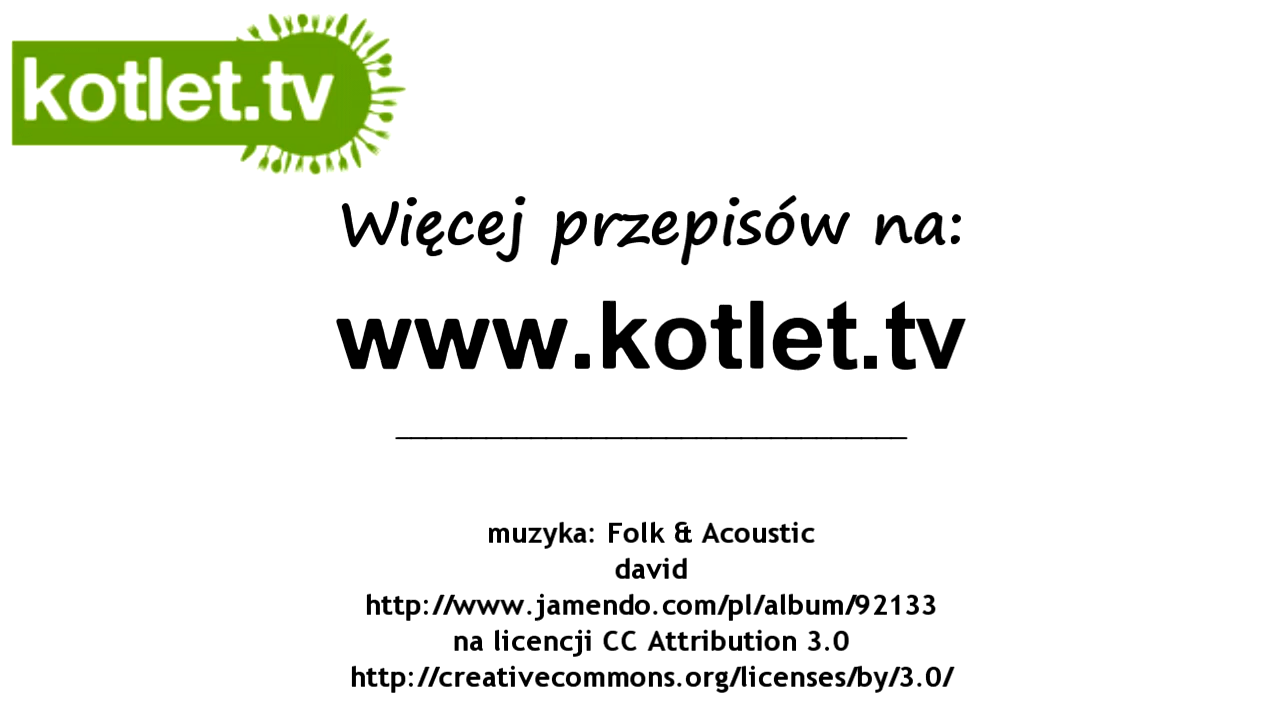 kotlet.tv
Więcej przepisów na:
www.kotlet.tv
muzyka: Folk & Acoustic
david
http://www.jamendo.com/pl/album/92133
na licencji CC Attribution 3.0
http://creativecommons.org/licenses/by/3.0/